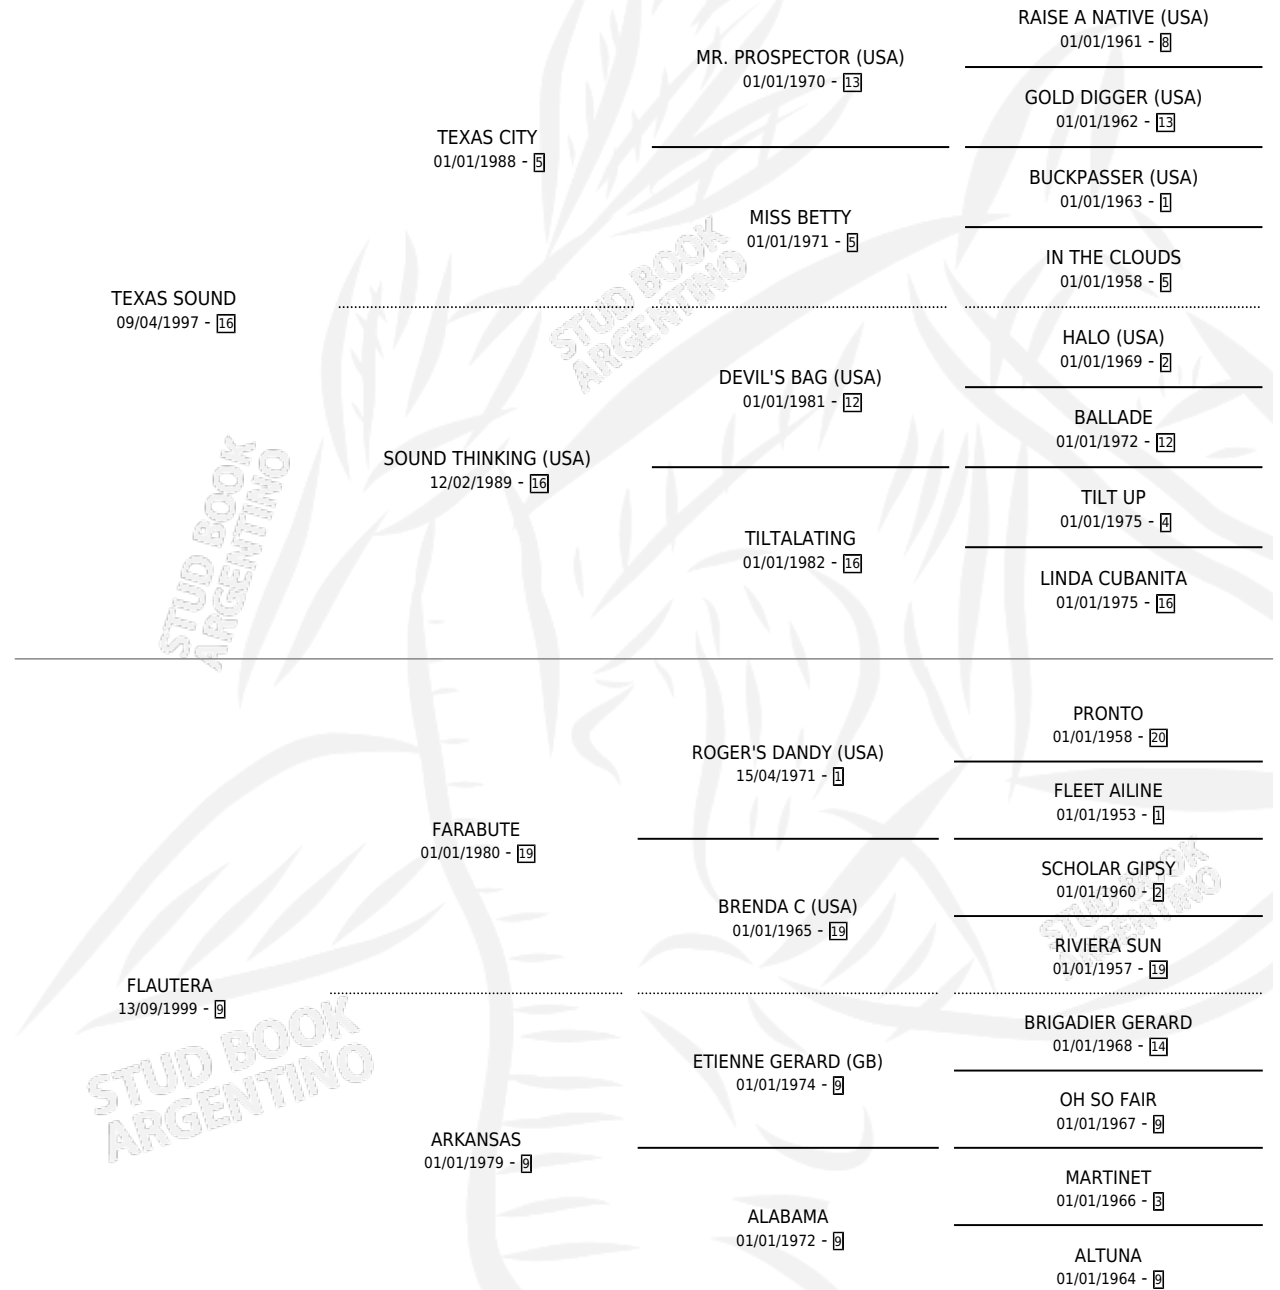 RAISE A NATIVE (USA)
01/01/1961 - 8
MR. PROSPECTOR (USA)
01/01/1970 - 13
GOLD DIGGER (USA)
01/01/1962 - 13
TEXAS CITY
01/01/1988 - 5
BUCKPASSER (USA)
01/01/1963 - 1
MISS BETTY
01/01/1971 - 5
IN THE CLOUDS
01/01/1958 - 5
TEXAS SOUND
09/04/1997 - 16
HALO (USA)
01/01/1969 - 2
DEVIL'S BAG (USA)
01/01/1981 - 12
BALLADE
01/01/1972 - 12
SOUND THINKING (USA)
12/02/1989 - 16
TILT UP
01/01/1975 - 4
TILTALATING
01/01/1982 - 16
LINDA CUBANITA
01/01/1975 - 16
PRONTO
01/01/1958 - 20
ROGER'S DANDY (USA)
15/04/1971 - 1
FLEET AILINE
01/01/1953 - 1
FARABUTE
01/01/1980 - 19
SCHOLAR GIPSY
01/01/1960 - 2
BRENDA C (USA)
01/01/1965 - 19
RIVIERA SUN
01/01/1957 - 19
FLAUTERA
13/09/1999 - 9
BRIGADIER GERARD
01/01/1968 - 14
ETIENNE GERARD (GB)
01/01/1974 - 9
OH SO FAIR
01/01/1967 - 9
ARKANSAS
01/01/1979 - 9
MARTINET
01/01/1966 - 3
ALABAMA
01/01/1972 - 9
ALTUNA
01/01/1964 - 9
STUD BOOK
ARGENTINO
STUD BOOK
ARGENTINO
STUD BOOK
ARGENTINO
STUD BOOK
ARGENTINO